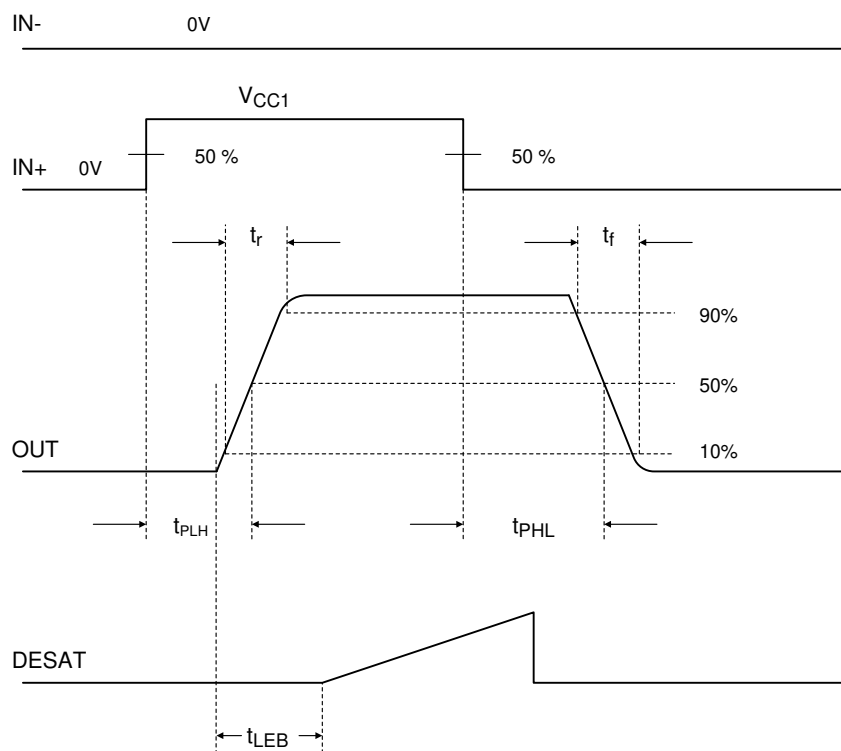 IN- 0V
VCC1
50 % 50 %
IN+ 0V
tr tf
90%
50%
OUT 10%
tPLH tPHL
DESAT
tLEB